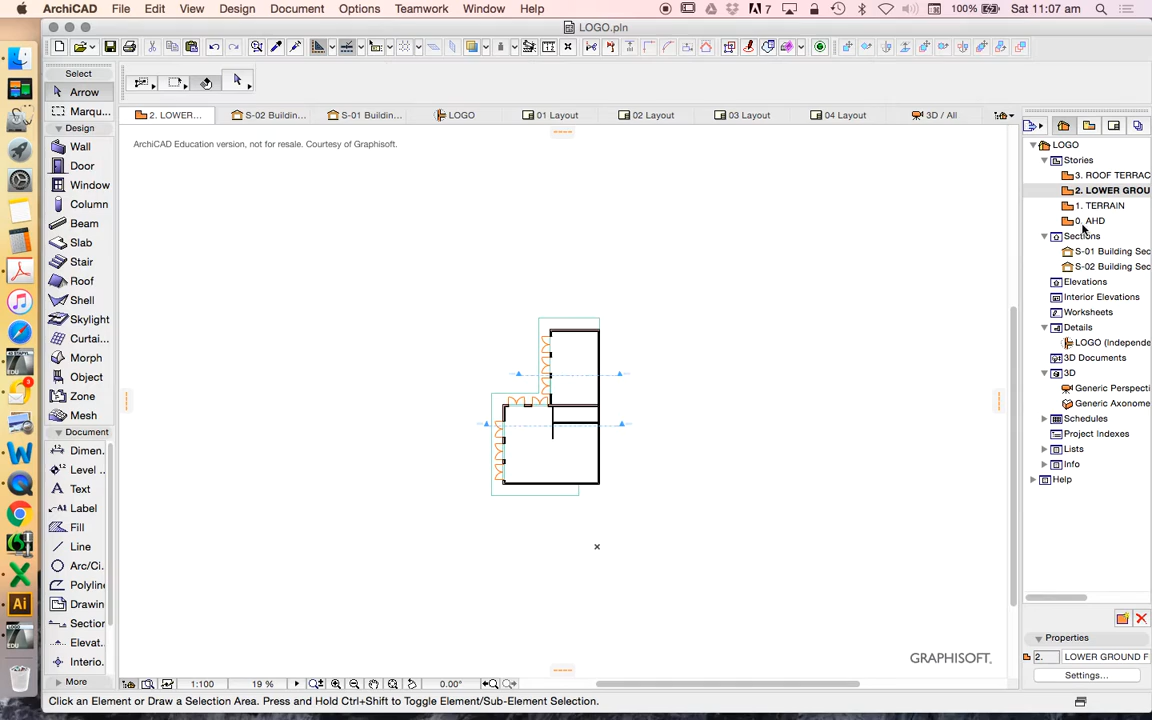 ArchiCAD File Edit View Design Document Options Teamwork Window Help 7 100% Sat 11:07 am
LOGO.pln
Select
Arrow
Marqu...
Design
Wall
Door
Window
Column
Beam
Slab
Stair
Roof
Shell
Skylight
Curtai...
Morph
Object
Zone
Mesh
Document
Dimen...
Level ...
Text
A1 Label
Fill
Line
Arc/Ci...
Polyline
Drawin
Section
Elevat...
Interio...
More
2. LOWER... S-02 Buildin... S-01 Buildin... LOGO 01 Layout 02 Layout 03 Layout 04 Layout 3D / All
ArchiCAD Education version, not for resale. Courtesy of Graphisoft.
GRAPHISOFT.
LOGO
Stories
3. ROOF TERRAC
2. LOWER GROU
1. TERRAIN
0. AHD
Sections
S-01 Building Sec
S-02 Building Sec
Elevations
Interior Elevations
Worksheets
Details
LOGO (Independe
3D Documents
3D
Generic Perspecti
Generic Axonome
Schedules
Project Indexes
Lists
Info
Help
Properties
2. LOWER GROUND F
Settings...
1:100 19 % 0.00°
Click an Element or Draw a Selection Area. Press and Hold Ctrl+Shift to Toggle Element/Sub-Element Selection.